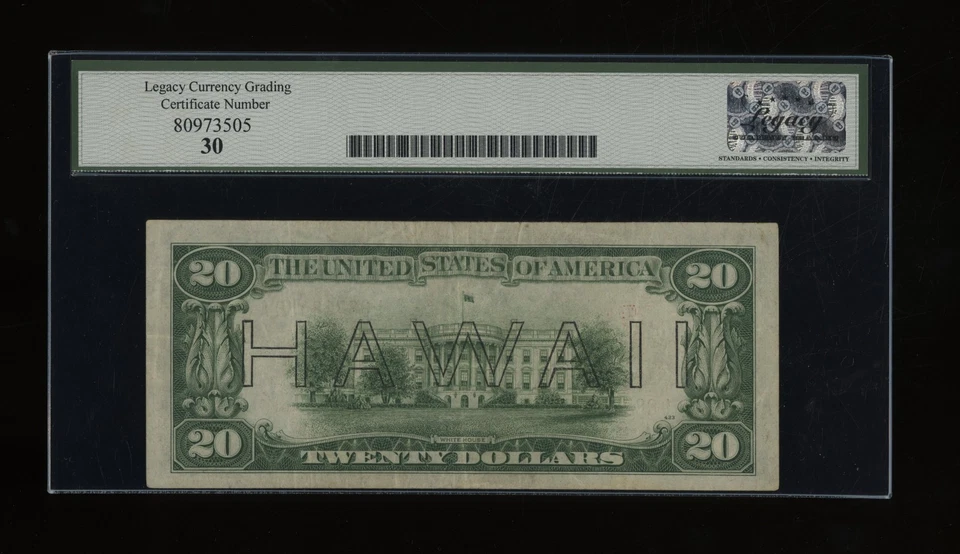 Legacy Currency Grading
Certificate Number
80973505
30
Legacy
STANDARDS • CONSISTENCY • INTEGRITY
20 THE UNITED STATES OF AMERICA 20
HAWAII
WHITE HOUSE
20 TWENTY DOLLARS 20